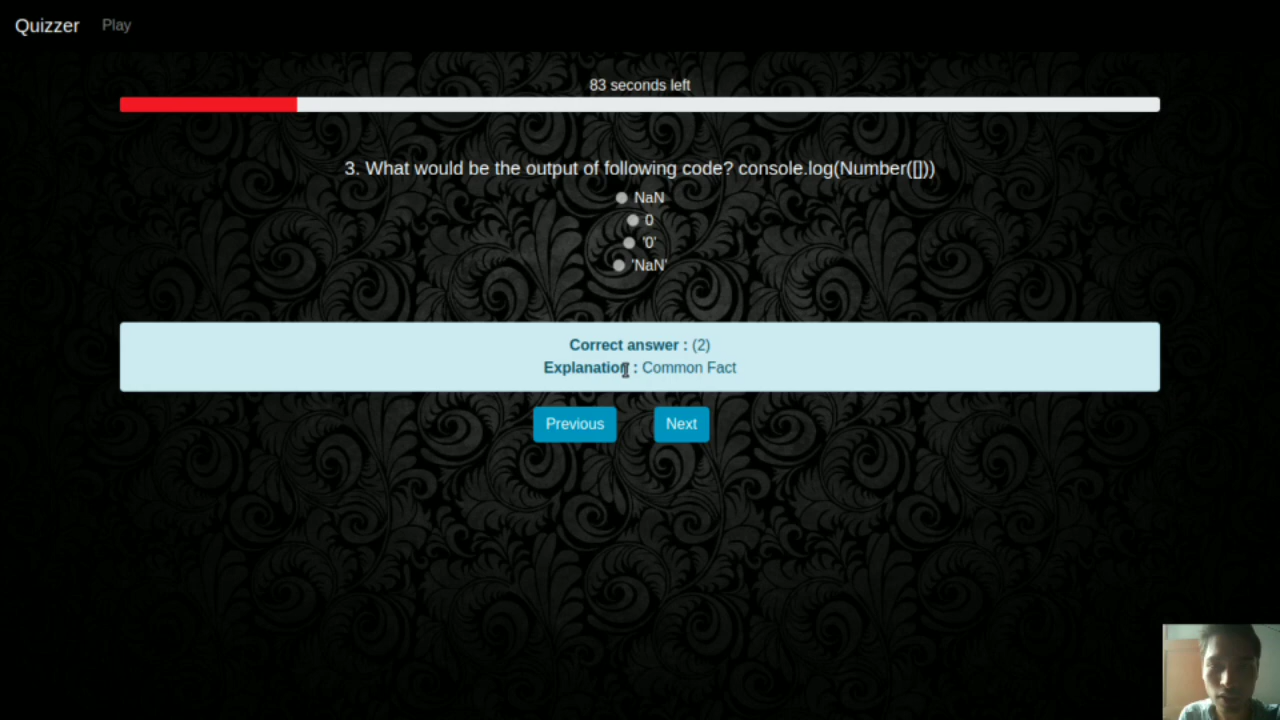 Quizzer Play
83 seconds left
3. What would be the output of following code? console.log(Number([]))
NaN
0
'0'
'NaN'
Correct answer : (2)
Explanation : Common Fact
Previous Next